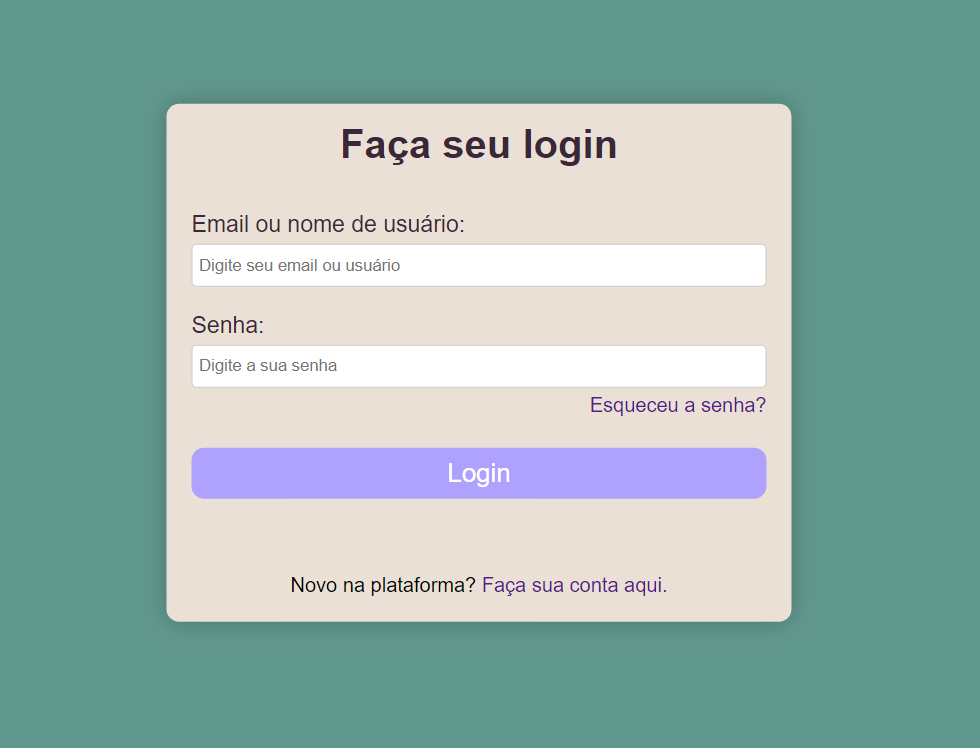 Faça seu login
Email ou nome de usuário:
Digite seu email ou usuário
Senha:
Digite a sua senha
Esqueceu a senha?
Login
Novo na plataforma? Faça sua conta aqui.